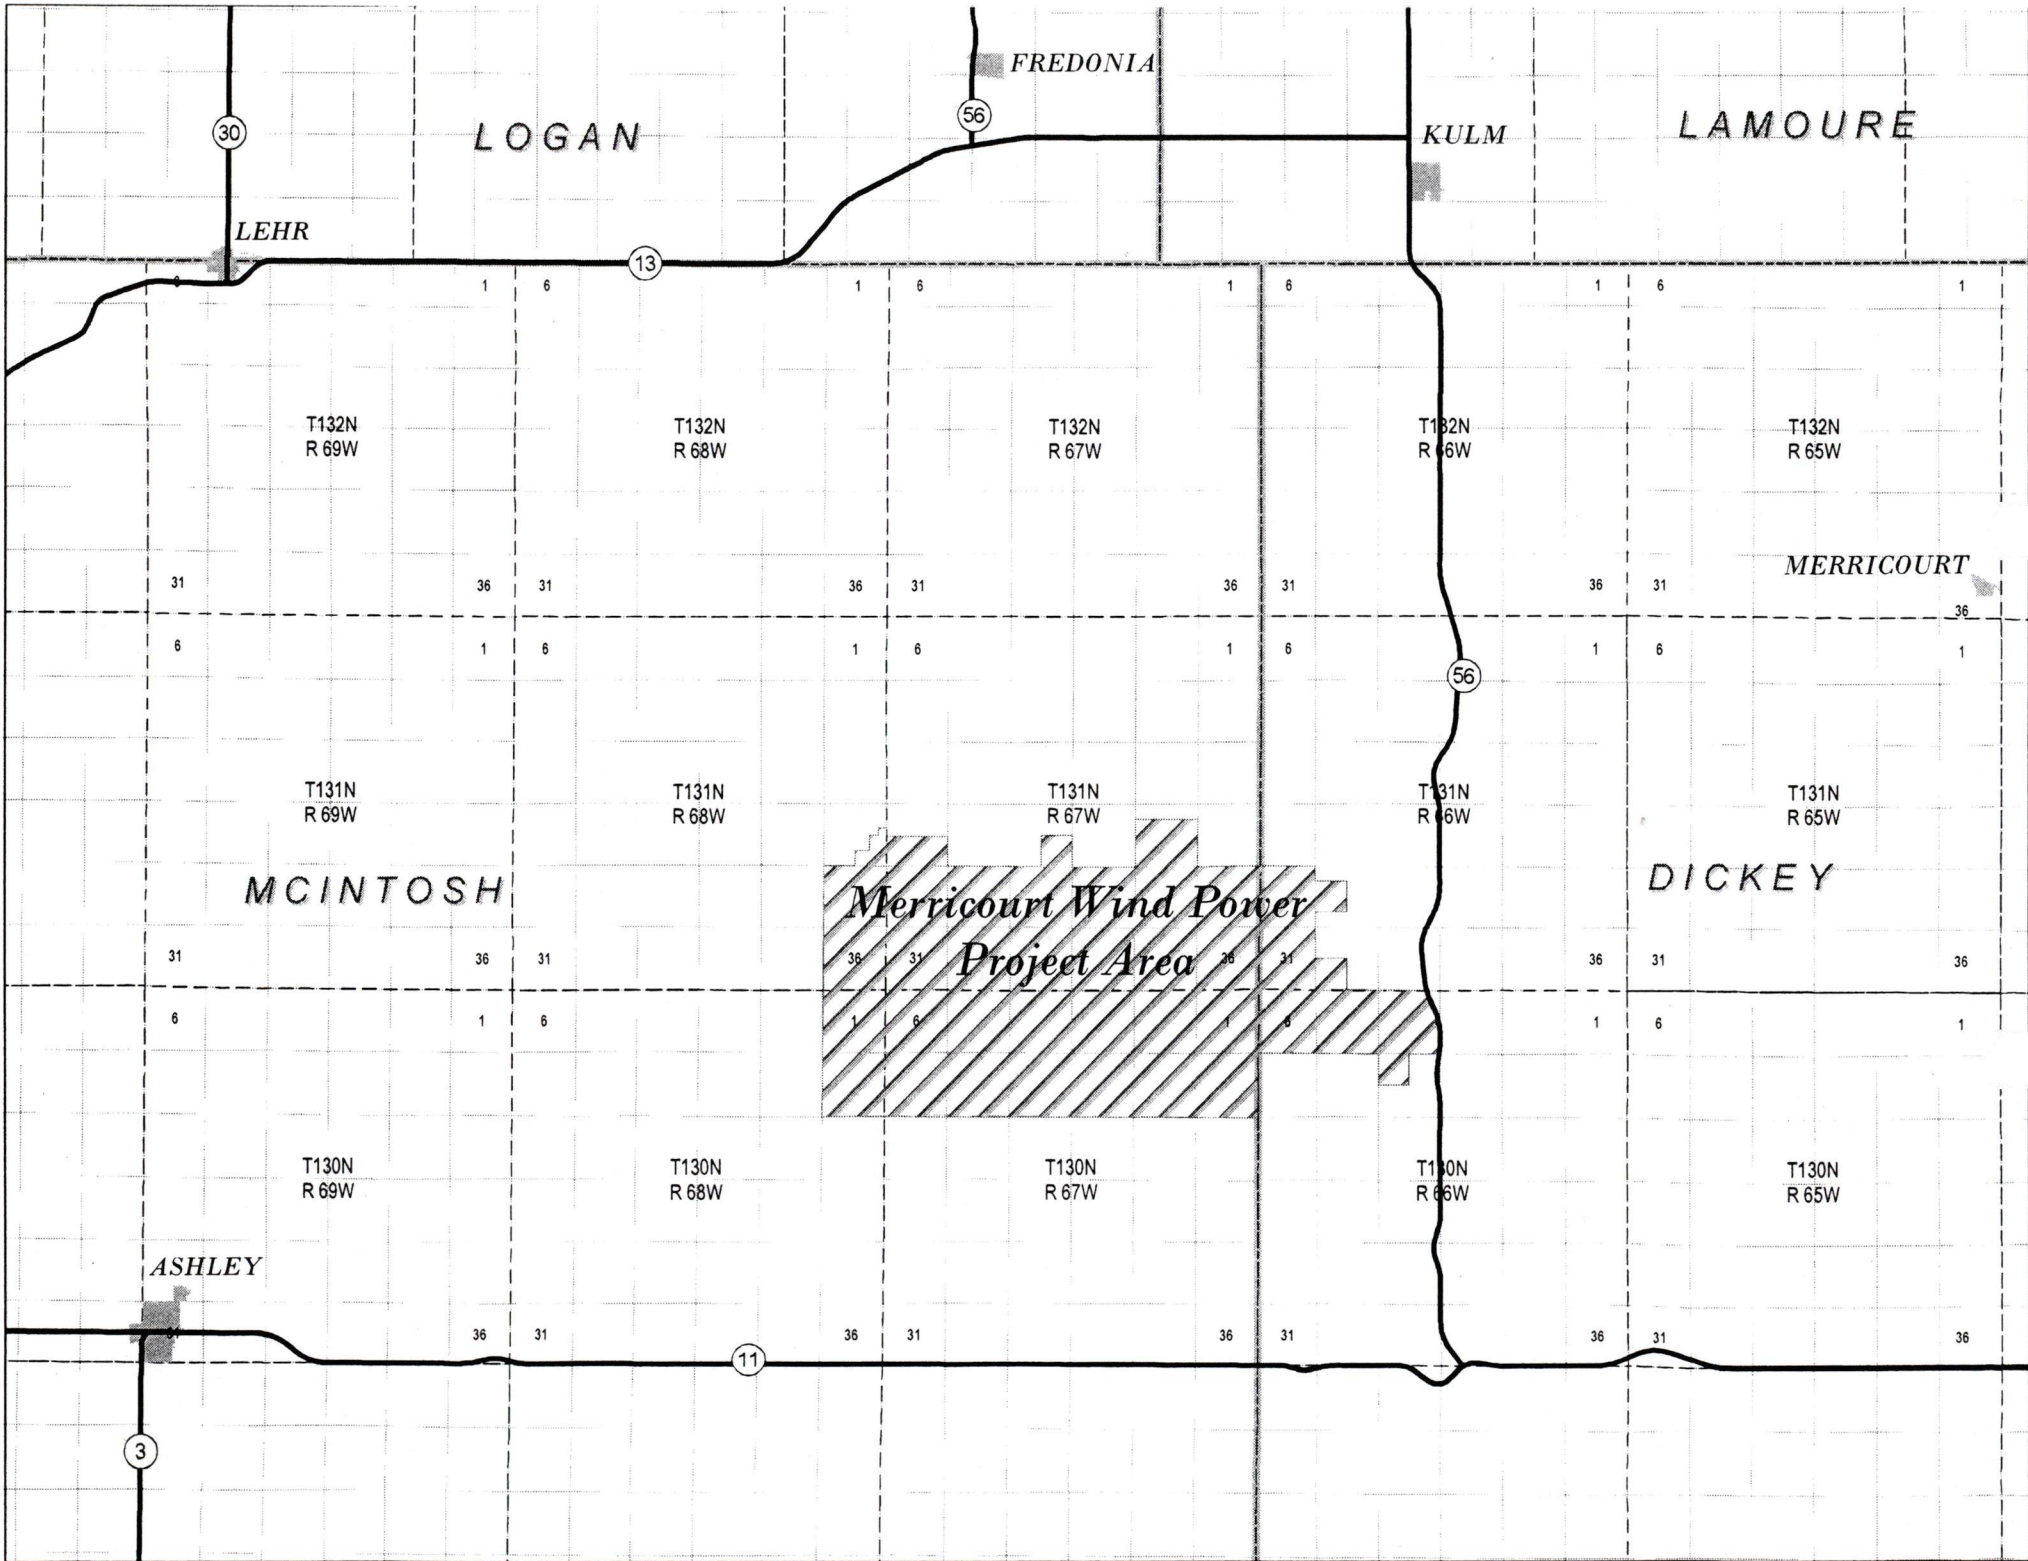 FREDONIA
56
LOGAN
30
KULM
LAMOURE
LEHR
13
1
6
1
6
1
6
1
6
1
T132N
R 69W
T132N
R 68W
T132N
R 67W
T132N
R 66W
T132N
R 65W
MERRICOURT
31
36
31
36
31
36
31
36
31
36
6
1
6
1
6
1
6
1
6
1
56
T131N
R 69W
T131N
R 68W
T131N
R 67W
T131N
R 66W
T131N
R 65W
MCINTOSH
DICKEY
Merricourt Wind Power
Project Area
31
36
31
36
31
36
31
36
31
36
6
1
6
1
6
1
6
1
6
1
T130N
R 69W
T130N
R 68W
T130N
R 67W
T130N
R 66W
T130N
R 65W
ASHLEY
31
36
31
36
31
36
31
36
31
36
11
3